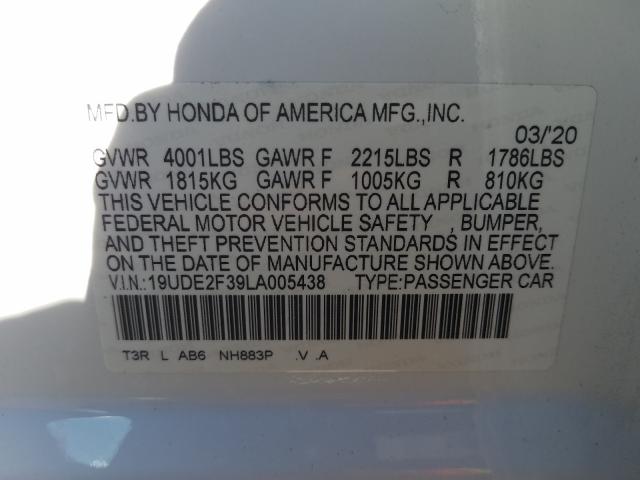 MFD.BY HONDA OF AMERICA MFG.,INC.
03/'20
GVWR 4001LBS GAWR F 2215LBS R 1786LBS
GVWR 1815KG GAWR F 1005KG R 810KG
THIS VEHICLE CONFORMS TO ALL APPLICABLE
FEDERAL MOTOR VEHICLE SAFETY , BUMPER,
AND THEFT PREVENTION STANDARDS IN EFFECT
ON THE DATE OF MANUFACTURE SHOWN ABOVE.
V.I.N.: 19UDE2F39LA005438 TYPE:PASSENGER CAR
T3R L AB6 NH883P .V .A